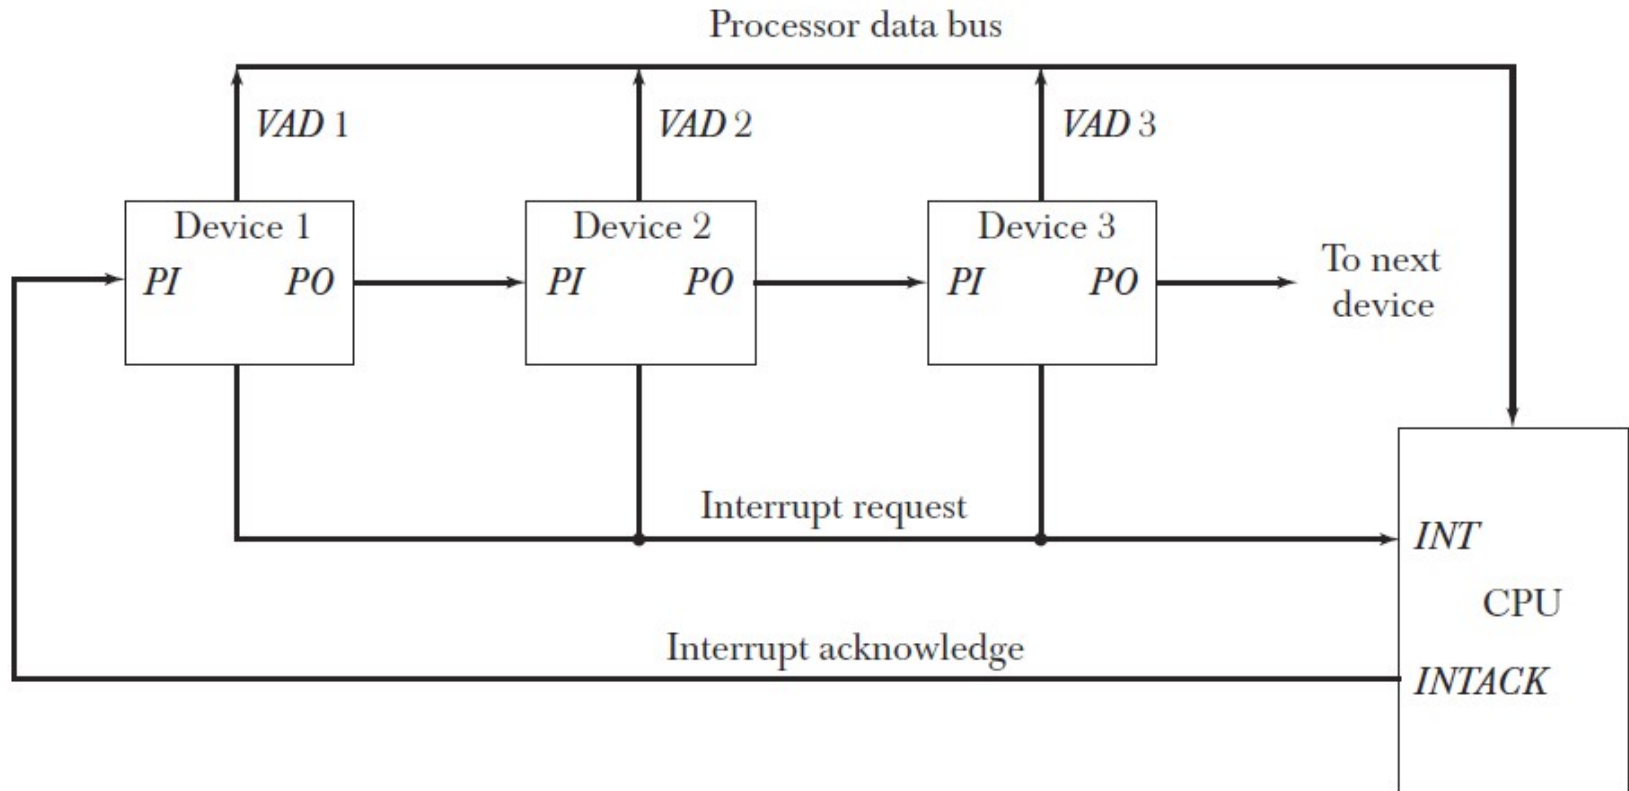 Processor data bus
VAD 1
VAD 2
VAD 3
Device 1
PI
PO
Device 2
PI
PO
Device 3
PI
PO
To next
device
Interrupt request
INT
CPU
Interrupt acknowledge
INTACK